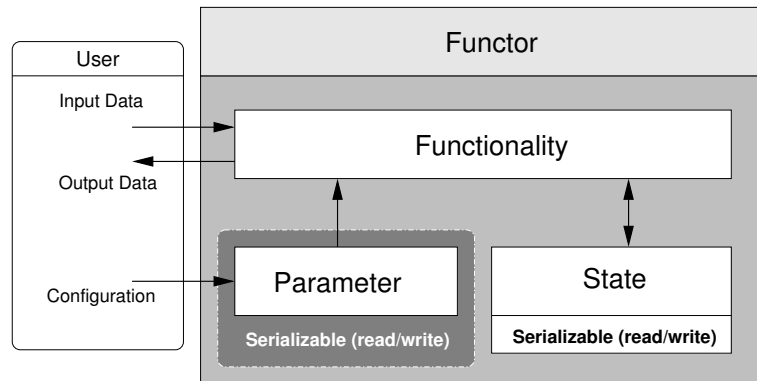 Functor
User
Input Data
Functionality
Output Data
Parameter
State
Configuration
Serializable (read/write)
Serializable (read/write)